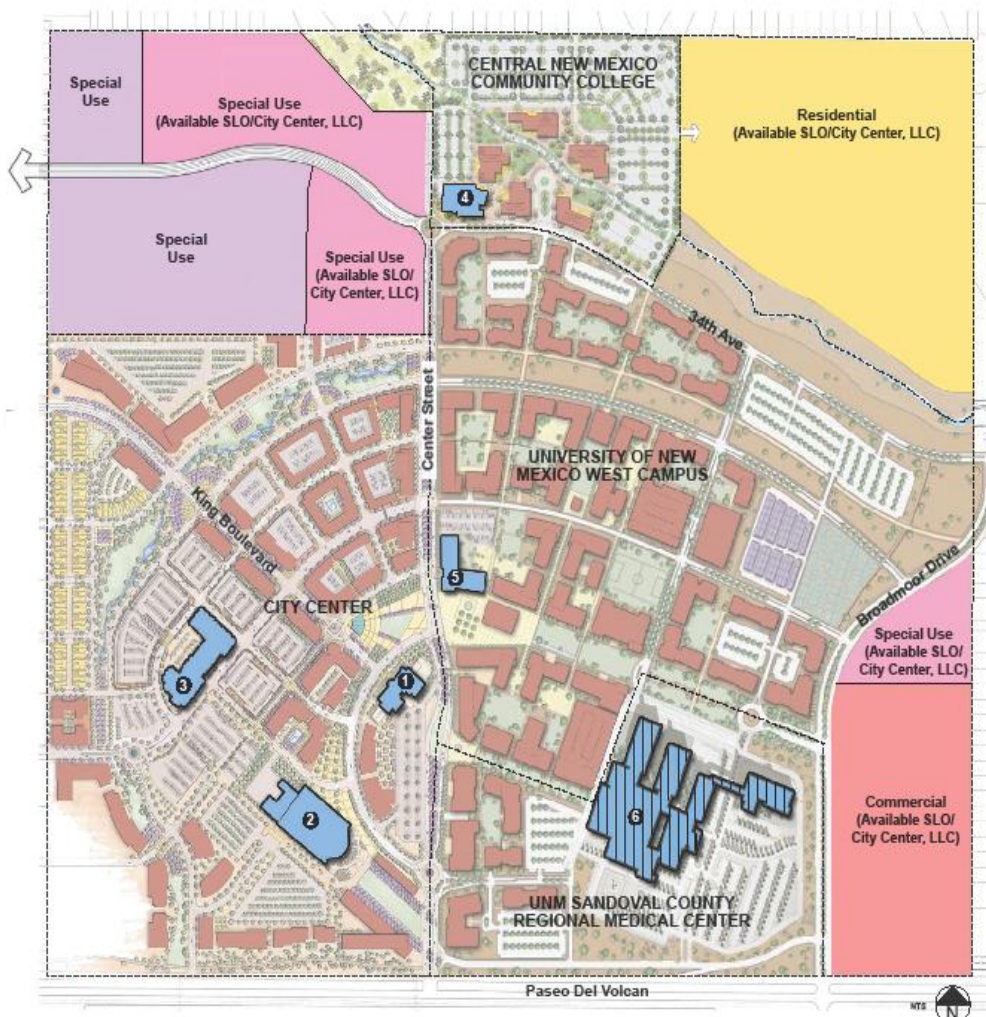 CENTRAL NEW MEXICO
COMMUNITY COLLEGE
Special
Use
Special Use
(Available SLO/City Center, LLC)
Residential
(Available SLO/City Center, LLC)
4
Special
Use
Special Use
(Available SLO/
City Center, LLC)
34th Ave.
Center Street
UNIVERSITY OF NEW
MEXICO WEST CAMPUS
King Boulevard
5
Broadmoor Drive
CITY CENTER
Special Use
(Available SLO/
City Center, LLC)
3
1
2
6
Commercial
(Available SLO/
City Center, LLC)
UNM SANDOVAL COUNTY
REGIONAL MEDICAL CENTER
Paseo Del Volcan
NTS
N